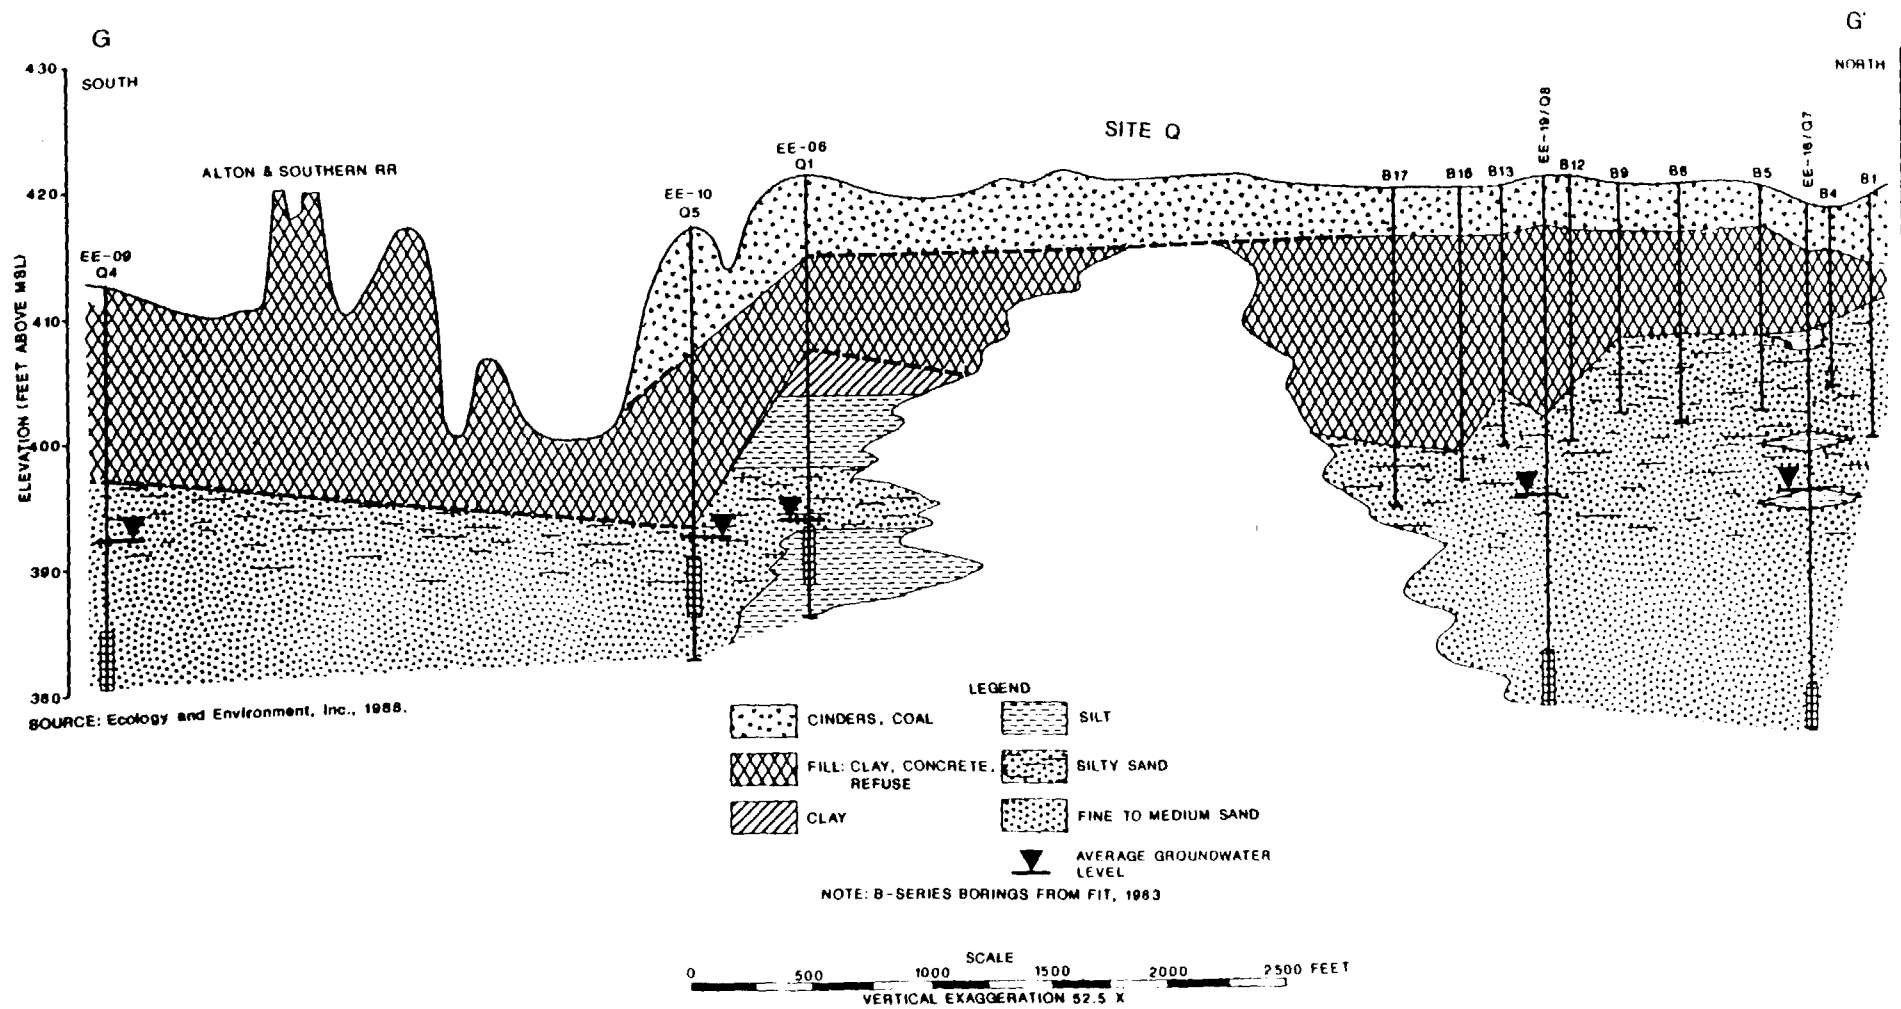 G
G'
430
SOUTH
NORTH
SITE Q
ALTON & SOUTHERN RR
EE-06
Q1
EE-10
Q5
EE-09
Q4
B17
B16
B13
EE-19/Q8
B12
B9
B6
B5
EE-16/Q7
B4
B1
420
410
400
390
380
ELEVATION (FEET ABOVE MSL)
SOURCE: Ecology and Environment, Inc., 1988.
LEGEND
CINDERS, COAL
FILL: CLAY, CONCRETE,
REFUSE
CLAY
SILT
SILTY SAND
FINE TO MEDIUM SAND
AVERAGE GROUNDWATER
LEVEL
NOTE: B-SERIES BORINGS FROM FIT, 1983
SCALE
0 500 1000 1500 2000 2500 FEET
VERTICAL EXAGGERATION 52.5 X